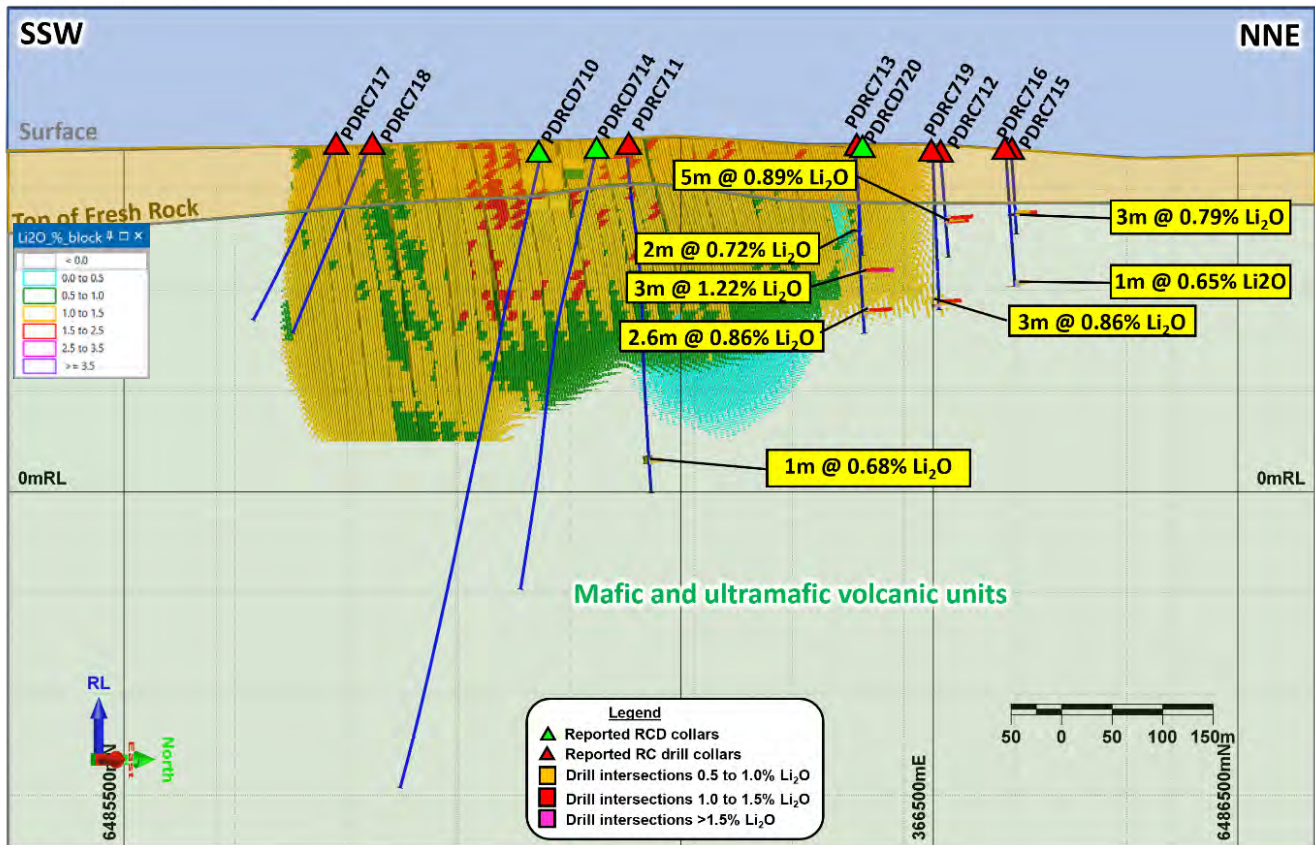 SSW
NNE
PDRC717
PDRC718
PDRCD710
PDRCD714
PDRC711
PDRC713
PDRCD720
PDRC719
PDRC712
PDRC716
PDRC715
Surface
Top of Fresh Rock
Li2O_%_block
< 0.0
0.0 to 0.5
0.5 to 1.0
1.0 to 1.5
1.5 to 2.5
2.5 to 3.5
>= 3.5
5m @ 0.89% Li₂O
3m @ 0.79% Li₂O
2m @ 0.72% Li₂O
3m @ 1.22% Li₂O
1m @ 0.65% Li2O
2.6m @ 0.86% Li₂O
3m @ 0.86% Li₂O
1m @ 0.68% Li₂O
0mRL
0mRL
Mafic and ultramafic volcanic units
RL
East
North
Legend
Reported RCD collars
Reported RC drill collars
Drill intersections 0.5 to 1.0% Li₂O
Drill intersections 1.0 to 1.5% Li₂O
Drill intersections >1.5% Li₂O
50 0 50 100 150m
366500mE
6486500mN